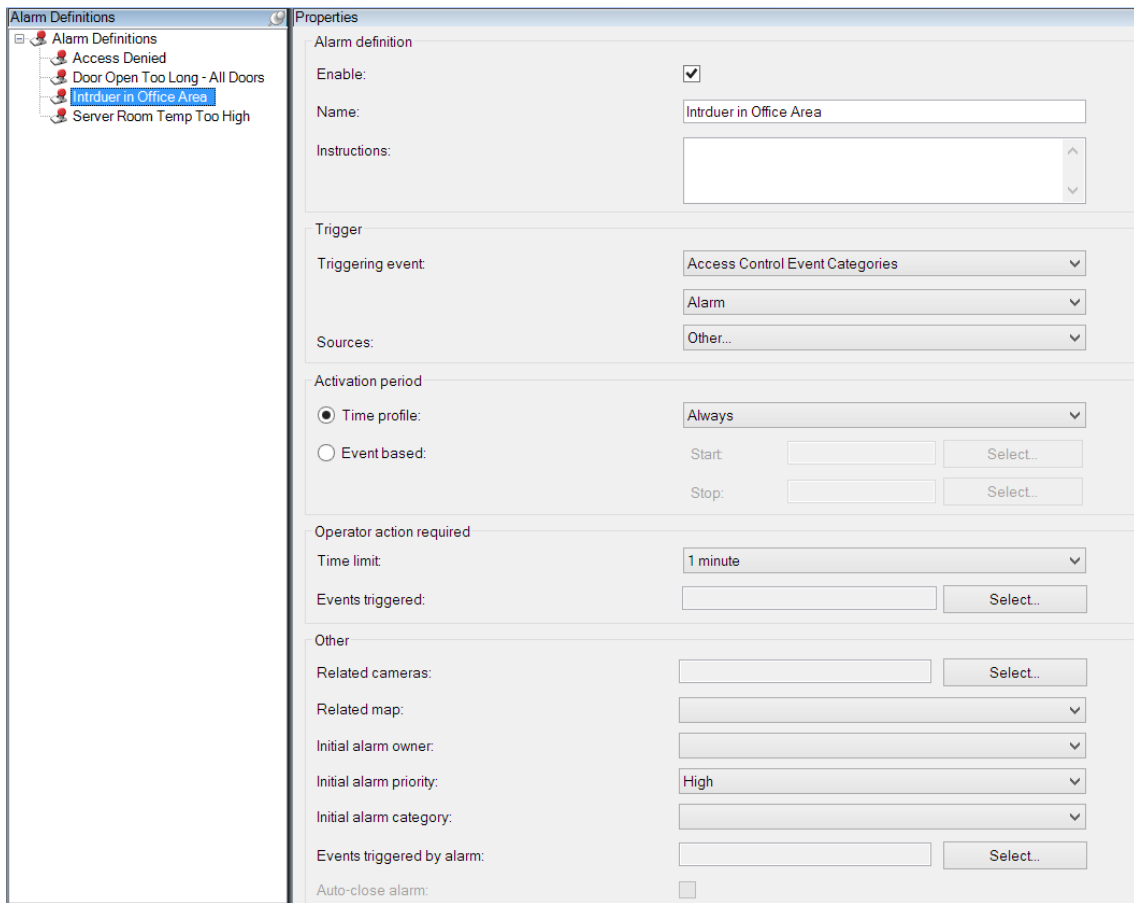 Alarm Definitions
Alarm Definitions
Access Denied
Door Open Too Long - All Doors
Intrduer in Office Area
Server Room Temp Too High
Properties
Alarm definition
Enable:
Name: Intrduer in Office Area
Instructions:
Trigger
Triggering event: Access Control Event Categories
Alarm
Sources: Other...
Activation period
Time profile: Always
Event based: Start: Select...
Stop: Select...
Operator action required
Time limit: 1 minute
Events triggered: Select...
Other
Related cameras: Select...
Related map:
Initial alarm owner:
Initial alarm priority: High
Initial alarm category:
Events triggered by alarm: Select...
Auto-close alarm: